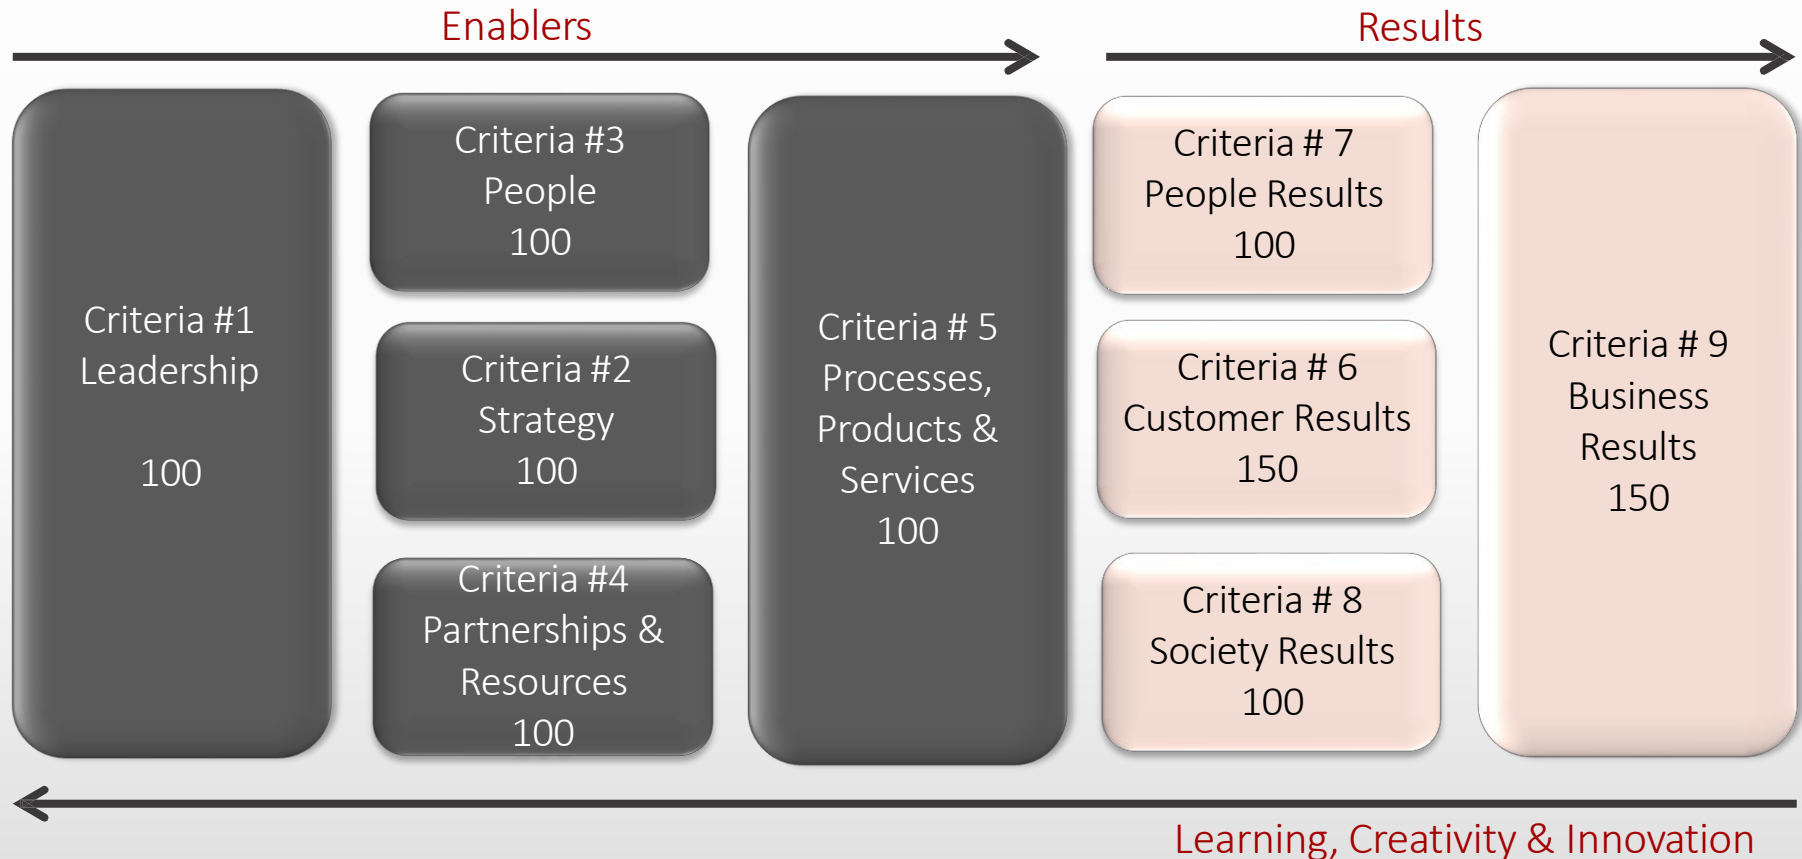 Enablers
Results
Criteria #1
Leadership
100
Criteria #3
People
100
Criteria #2
Strategy
100
Criteria #4
Partnerships &
Resources
100
Criteria # 5
Processes,
Products &
Services
100
Criteria # 7
People Results
100
Criteria # 6
Customer Results
150
Criteria # 8
Society Results
100
Criteria # 9
Business
Results
150
Learning, Creativity & Innovation